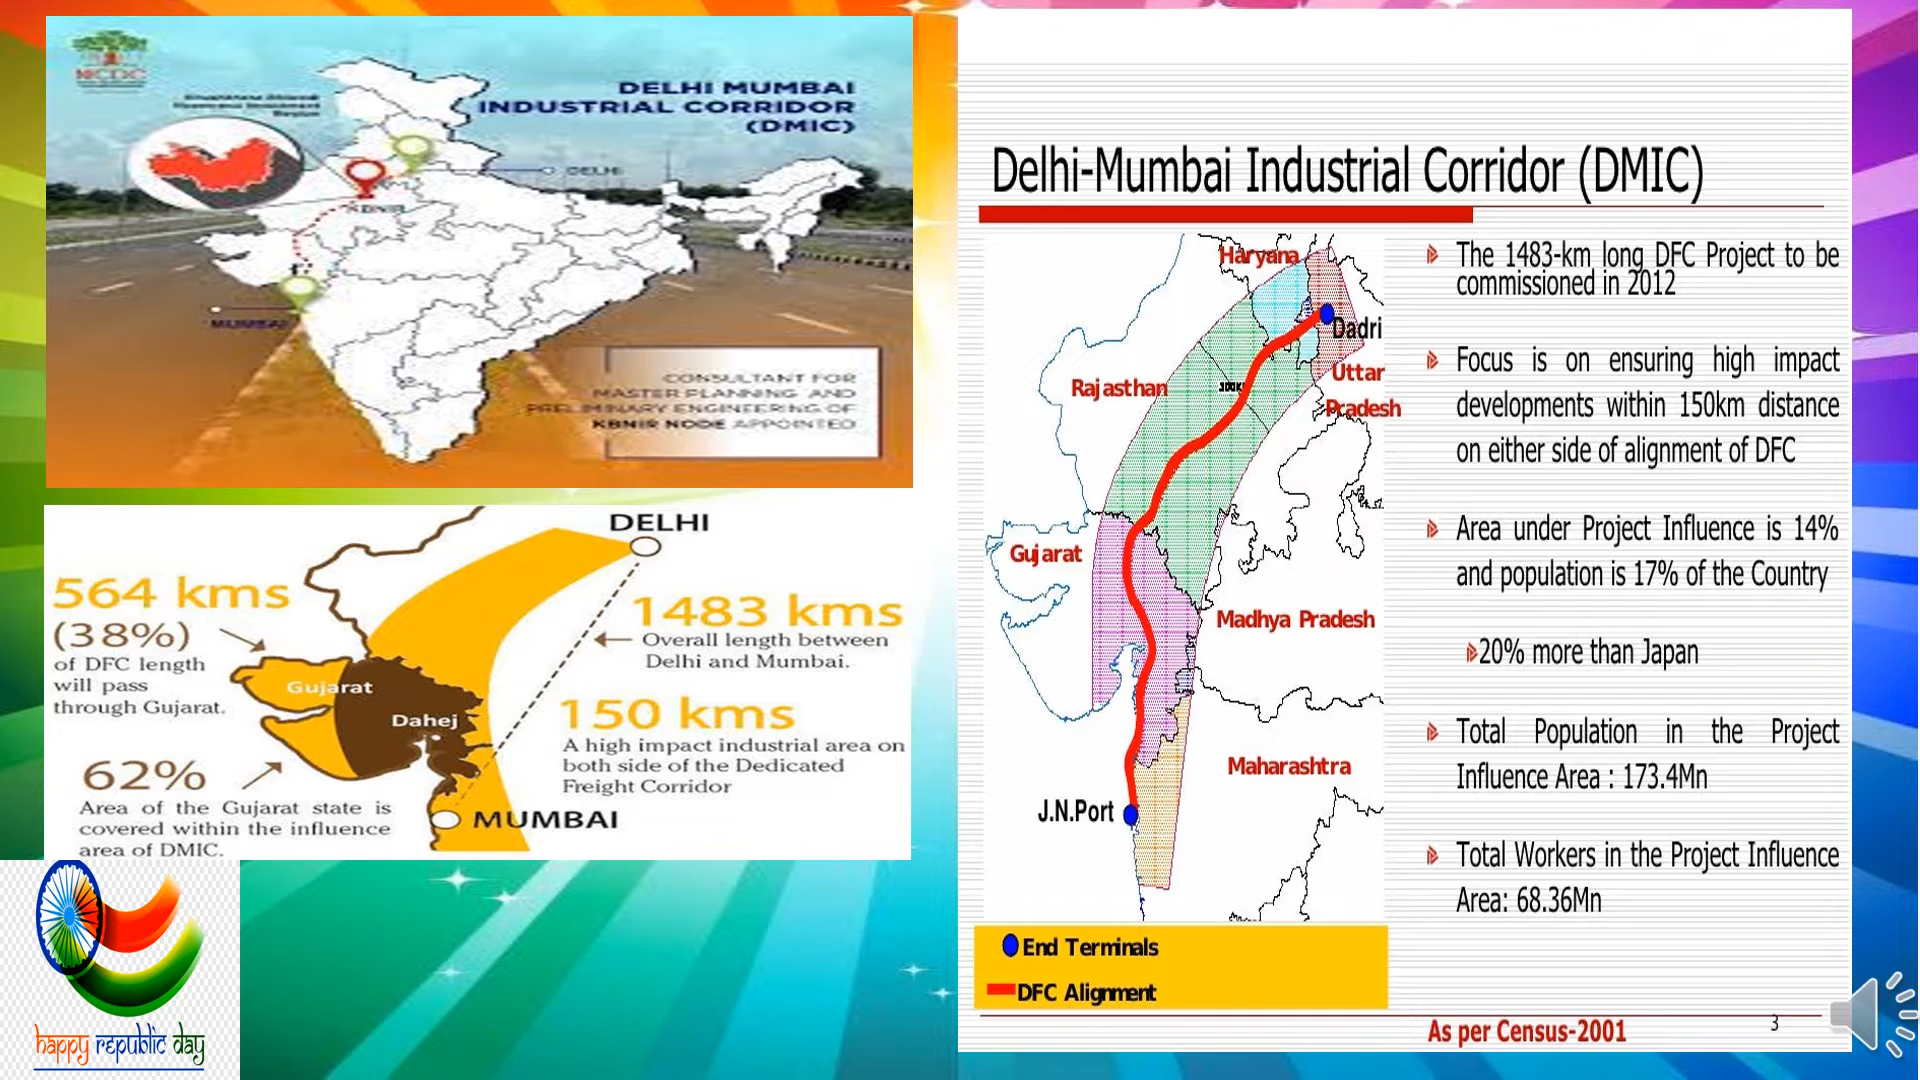 NICDC
DELHI MUMBAI
INDUSTRIAL CORRIDOR
(DMIC)
Region
DELHI
KBNIR
MUMBAI
CONSULTANT FOR
MASTER PLANNING AND
PRELIMINARY ENGINEERING OF
KBNIR NODE APPOINTED
DELHI
564 kms
(38%)
of DFC length
will pass
through Gujarat.
1483 kms
Overall length between
Delhi and Mumbai.
Gujarat
Dahej
150 kms
A high impact industrial area on
both side of the Dedicated
Freight Corridor
62%
Area of the Gujarat state is
covered within the influence
area of DMIC.
MUMBAI
happy republic day
Delhi-Mumbai Industrial Corridor (DMIC)
Haryana
Dadri
Uttar
Pradesh
Rajasthan
Gujarat
Madhya Pradesh
Maharashtra
J.N.Port
End Terminals
DFC Alignment
The 1483-km long DFC Project to be
commissioned in 2012
Focus is on ensuring high impact
developments within 150km distance
on either side of alignment of DFC
Area under Project Influence is 14%
and population is 17% of the Country
20% more than Japan
Total Population in the Project
Influence Area : 173.4Mn
Total Workers in the Project Influence
Area: 68.36Mn
As per Census-2001
3